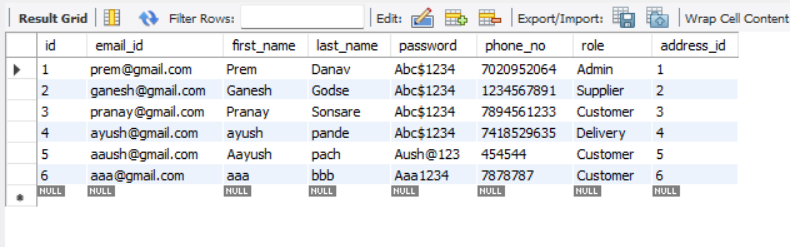 Result Grid Filter Rows: Edit: Export/Import: Wrap Cell Content
id email_id first_name last_name password phone_no role address_id
1 prem@gmail.com Prem Danav Abc$1234 7020952064 Admin 1
2 ganesh@gmail.com Ganesh Godse Abc$1234 1234567891 Supplier 2
3 pranay@gmail.com Pranay Sonsare Abc$1234 7894561233 Customer 3
4 ayush@gmail.com ayush pande Abc$1234 7418529635 Delivery 4
5 aaush@gmail.com Aayush pach Aush@123 454544 Customer 5
6 aaa@gmail.com aaa bbb Aaa1234 7878787 Customer 6
NULL NULL NULL NULL NULL NULL NULL NULL